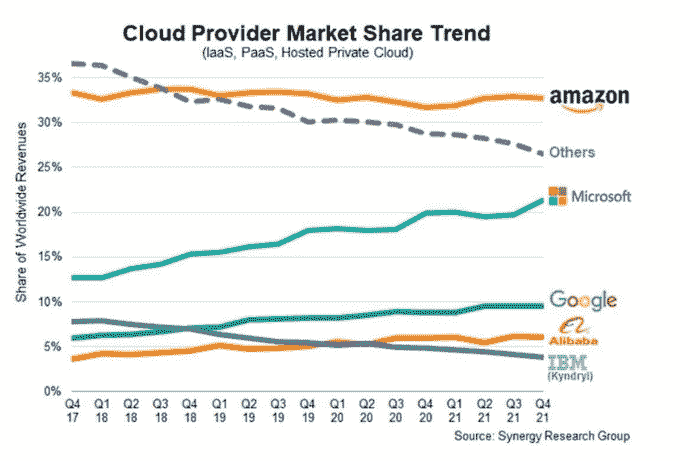 Cloud Provider Market Share Trend
(IaaS, PaaS, Hosted Private Cloud)
Share of Worldwide Revenues
35%
30%
25%
20%
15%
10%
5%
0%
amazon
Others
Microsoft
Google
Alibaba
IBM
(Kyndryl)
Q4 Q1 Q2 Q3 Q4 Q1 Q2 Q3 Q4 Q1 Q2 Q3 Q4 Q1 Q2 Q3 Q4
17 18 18 18 18 19 19 19 19 20 20 20 20 21 21 21 21
Source: Synergy Research Group